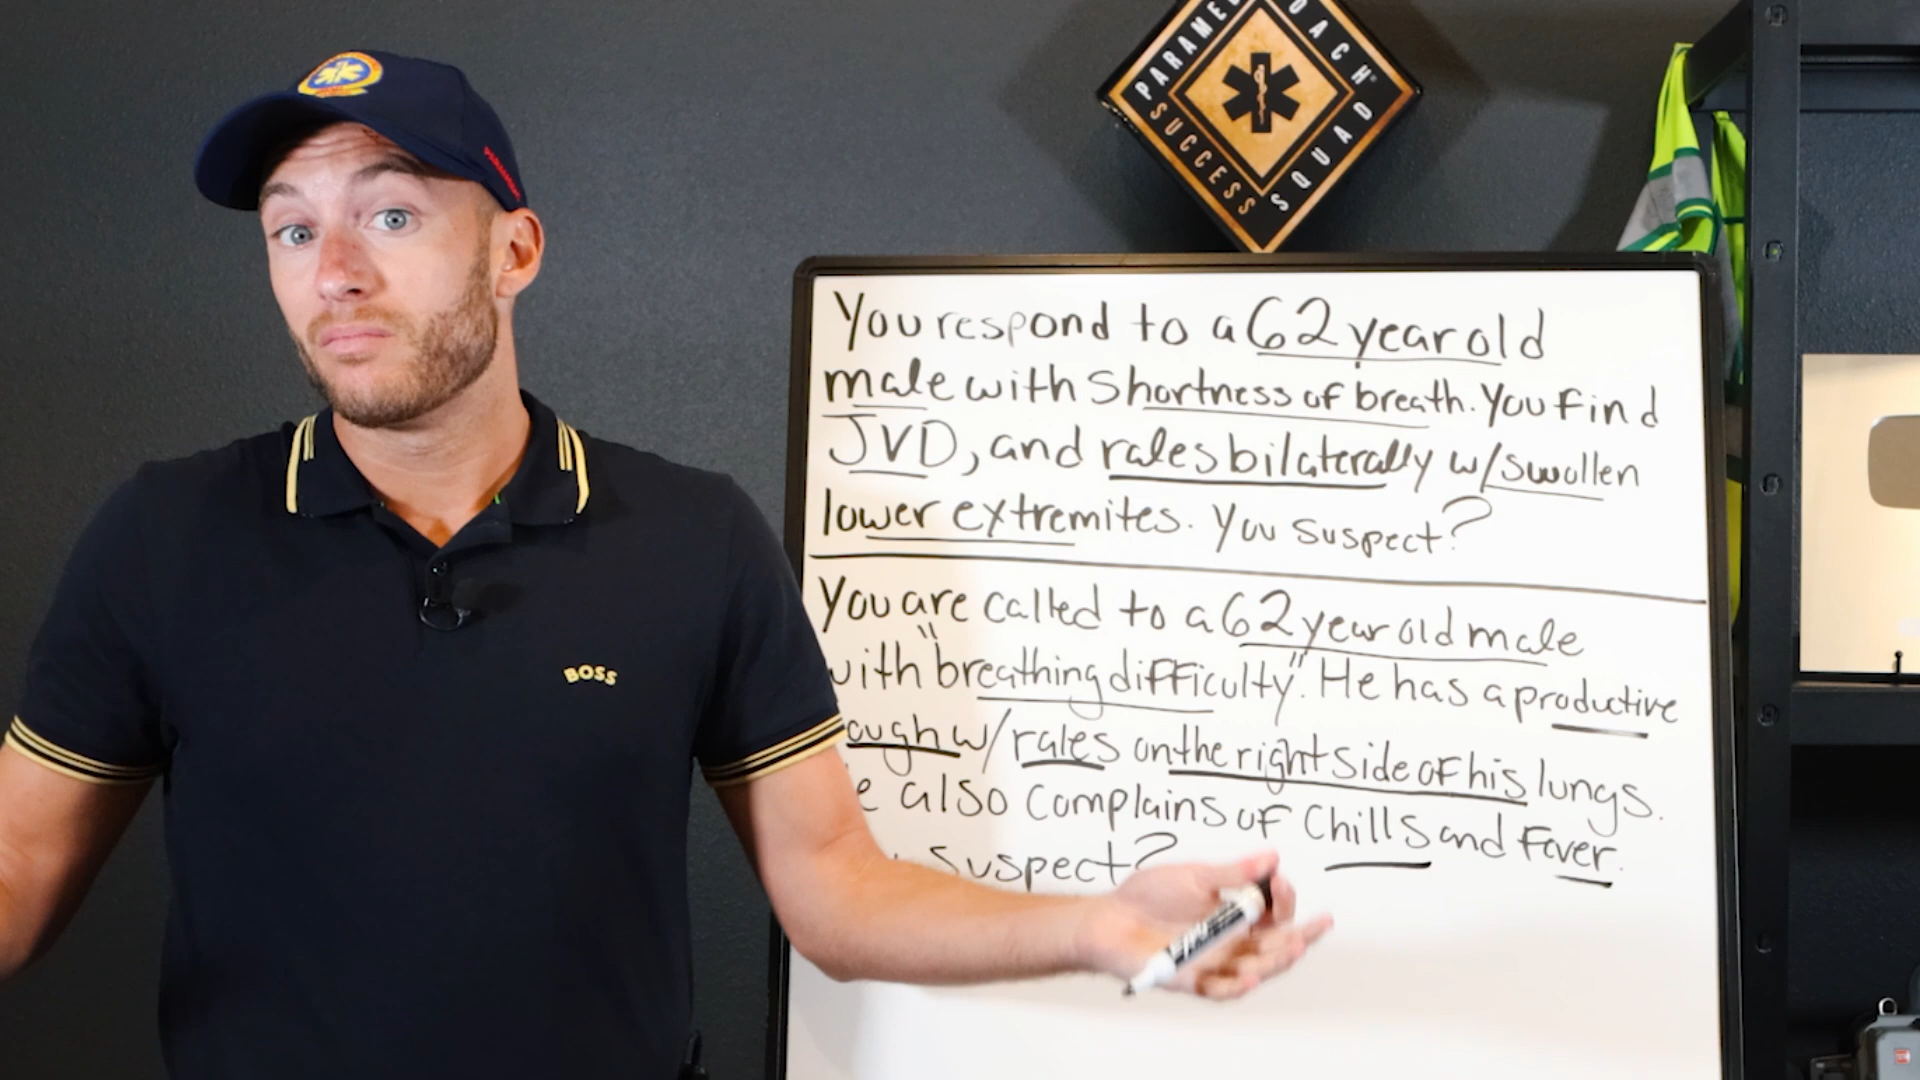 PARAMED
OACH®
SUCCESS
SQUAD
BOSS
You respond to a 62 year old
male with Shortness of breath. You find
JVD, and rales bilaterally w/swollen
lower extremites. You suspect?
You are called to a 62 year old male
with "breathing difficulty". He has a productive
ough w/ rales on the right side of his lungs.
e also complains of Chills and Fever.
suspect?